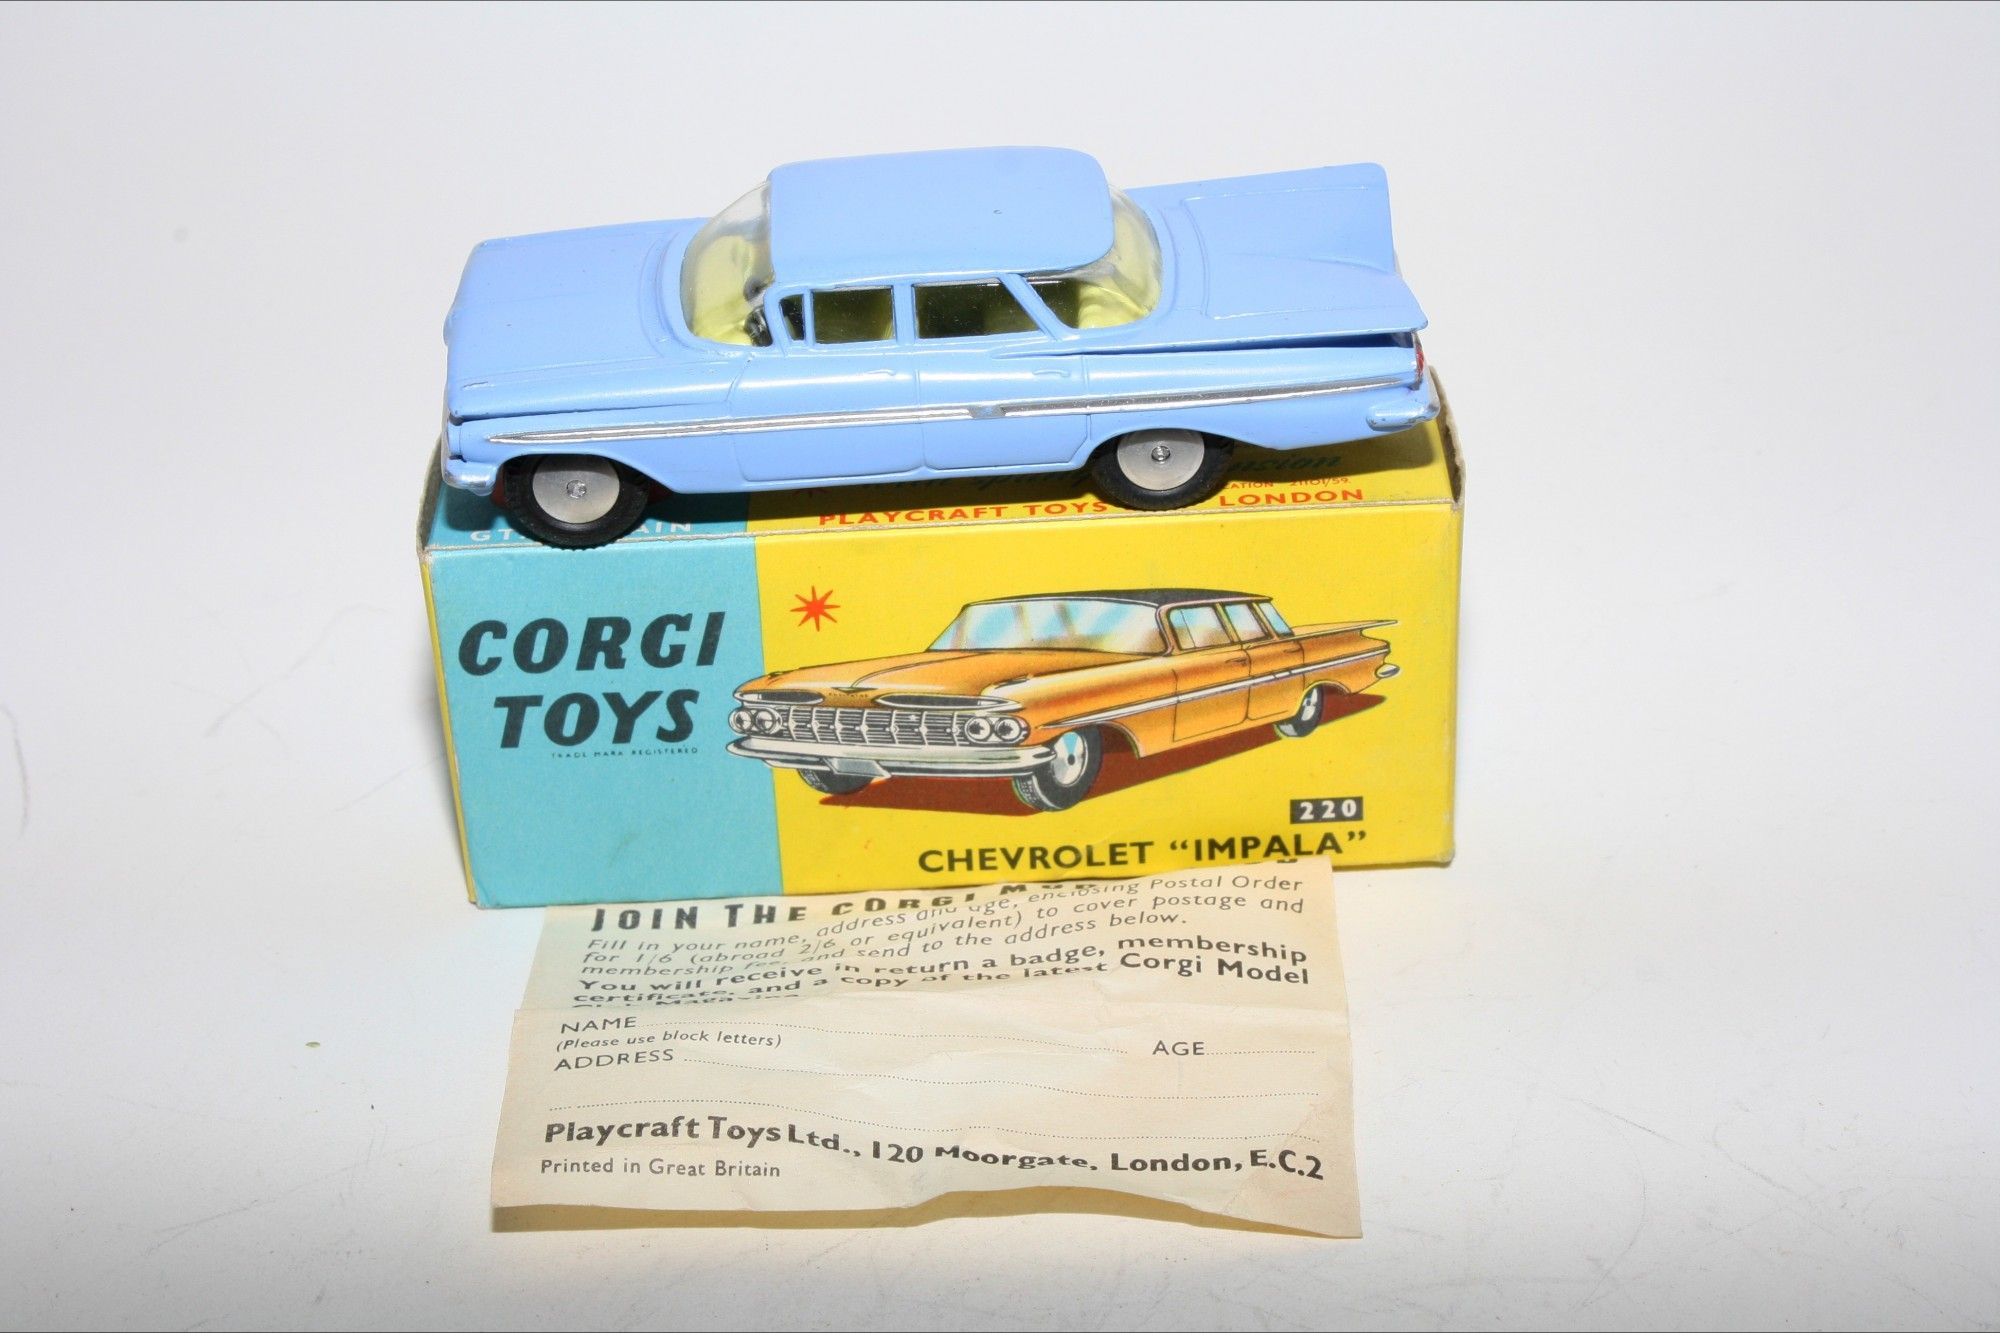 PLAYCRAFT TOYS LONDON
CORGI
TOYS
TRADE MARK REGISTERED
220
CHEVROLET “IMPALA”
JOIN THE CORGI
Fill in your name, address and age, enclosing Postal Order
for 1/6 (abroad 2/6 or equivalent) to cover postage and
membership fee, and send to the address below.
You will receive in return a badge, membership
certificate, and a copy of the latest Corgi Model
NAME
(Please use block letters)
AGE
ADDRESS
Playcraft Toys Ltd., 120 Moorgate, London, E.C.2
Printed in Great Britain